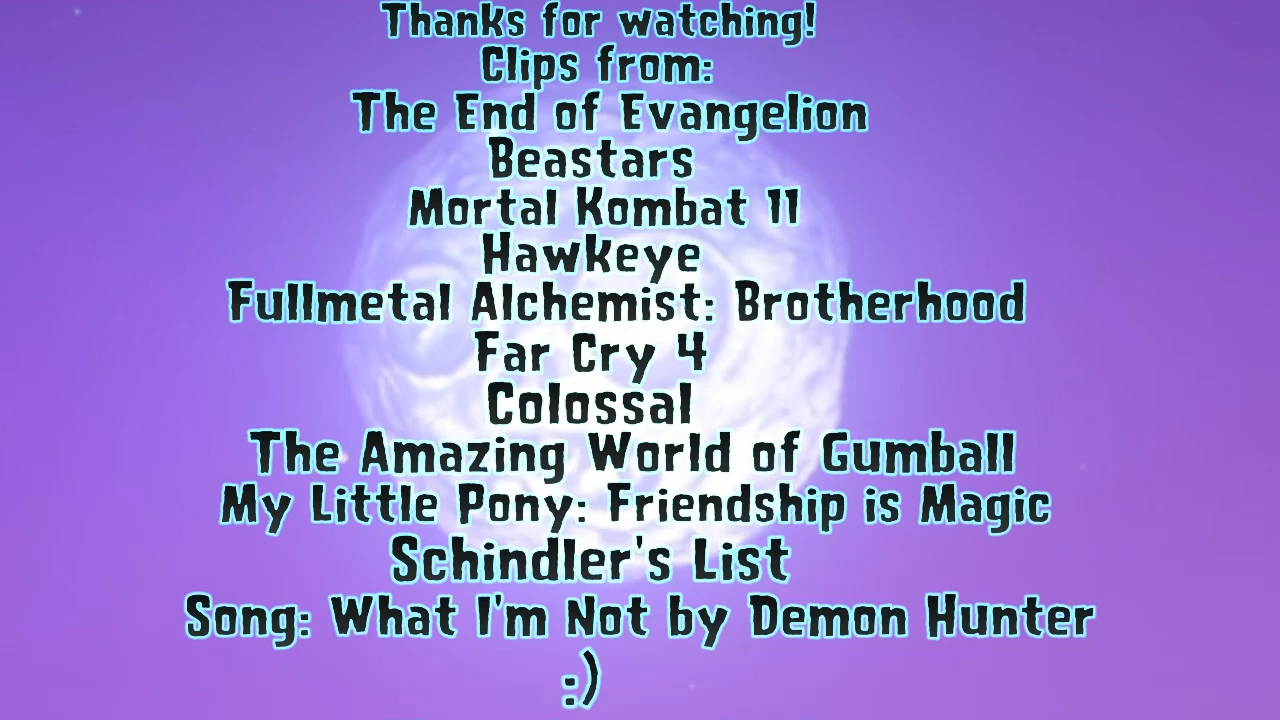 Thanks for watching!
Clips from:
The End of Evangelion
Beastars
Mortal Kombat 11
Hawkeye
Fullmetal Alchemist: Brotherhood
Far Cry 4
Colossal
The Amazing World of Gumball
My Little Pony: Friendship is Magic
Schindler's List
Song: What I'm Not by Demon Hunter
:)